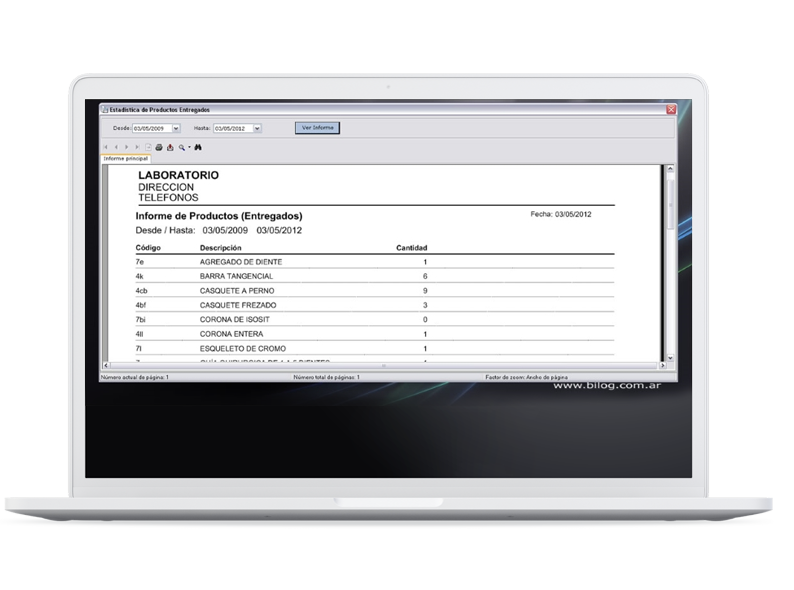 Estadística de Productos Entregados
Desde: 03/05/2009 Hasta: 03/05/2012 Ver Informe
Informe principal
LABORATORIO
DIRECCION
TELEFONOS
Informe de Productos (Entregados) Fecha: 03/05/2012
Desde / Hasta: 03/05/2009 03/05/2012
Código Descripción Cantidad
7e AGREGADO DE DIENTE 1
4k BARRA TANGENCIAL 6
4cb CASQUETE A PERNO 9
4bf CASQUETE FREZADO 3
7bi CORONA DE ISOSIT 0
4ll CORONA ENTERA 1
7l ESQUELETO DE CROMO 1
Número actual de página: 1 Número total de páginas: 1 Factor de zoom: Ancho de página
www.bilog.com.ar